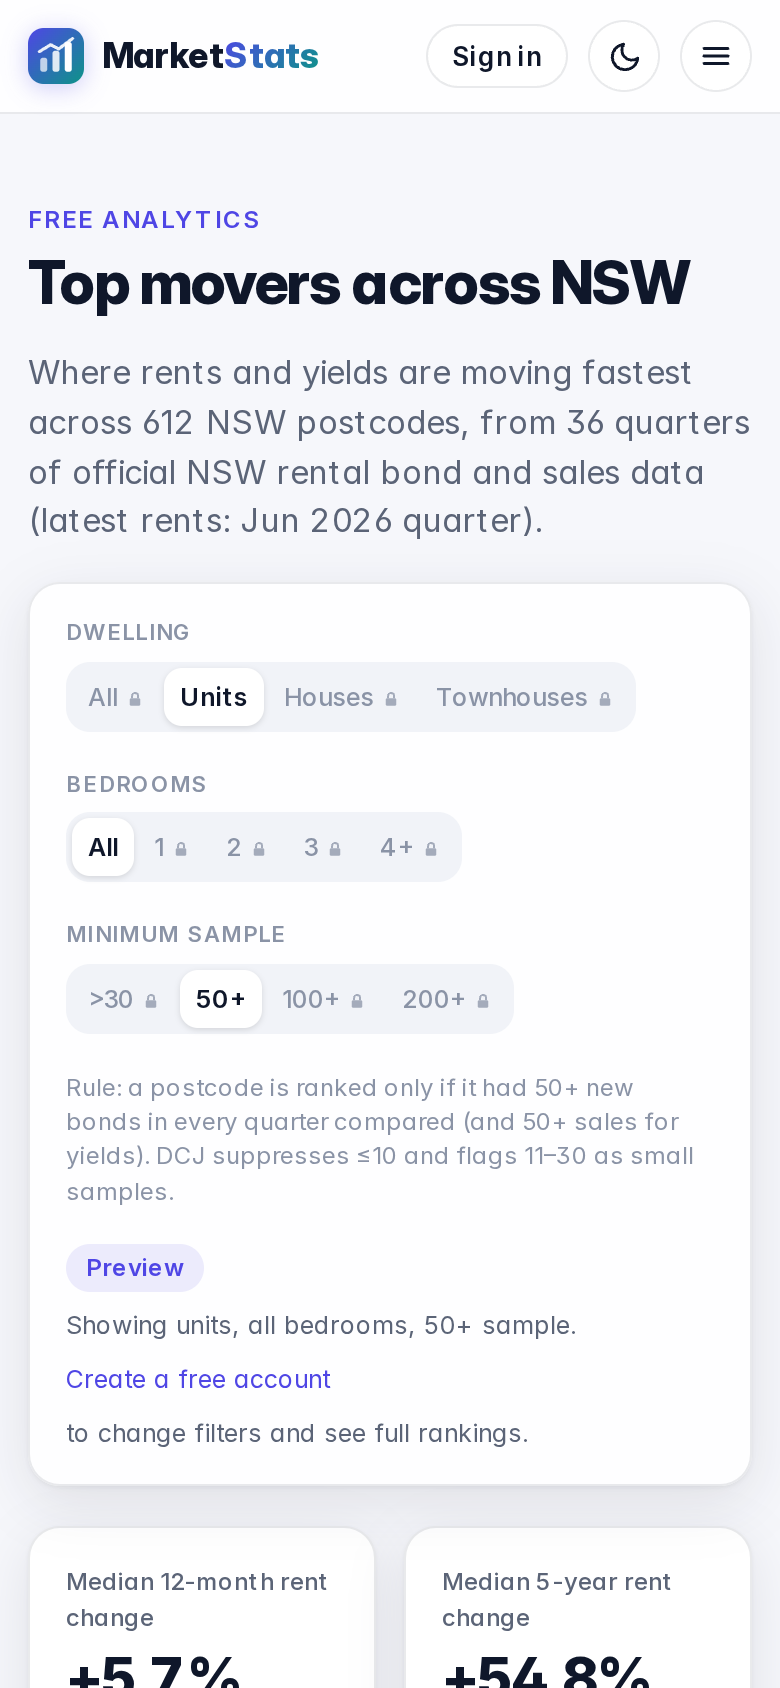 MarketStats
Sign in
FREE ANALYTICS
Top movers across NSW
Where rents and yields are moving fastest
across 612 NSW postcodes, from 36 quarters
of official NSW rental bond and sales data
(latest rents: Jun 2026 quarter).
DWELLING
All Units Houses Townhouses
BEDROOMS
All 1 2 3 4+
MINIMUM SAMPLE
>30 50+ 100+ 200+
Rule: a postcode is ranked only if it had 50+ new
bonds in every quarter compared (and 50+ sales for
yields). DCJ suppresses ≤10 and flags 11–30 as small
samples.
Preview
Showing units, all bedrooms, 50+ sample.
Create a free account
to change filters and see full rankings.
Median 12-month rent
change
+5.7%
Median 5-year rent
change
+54.8%